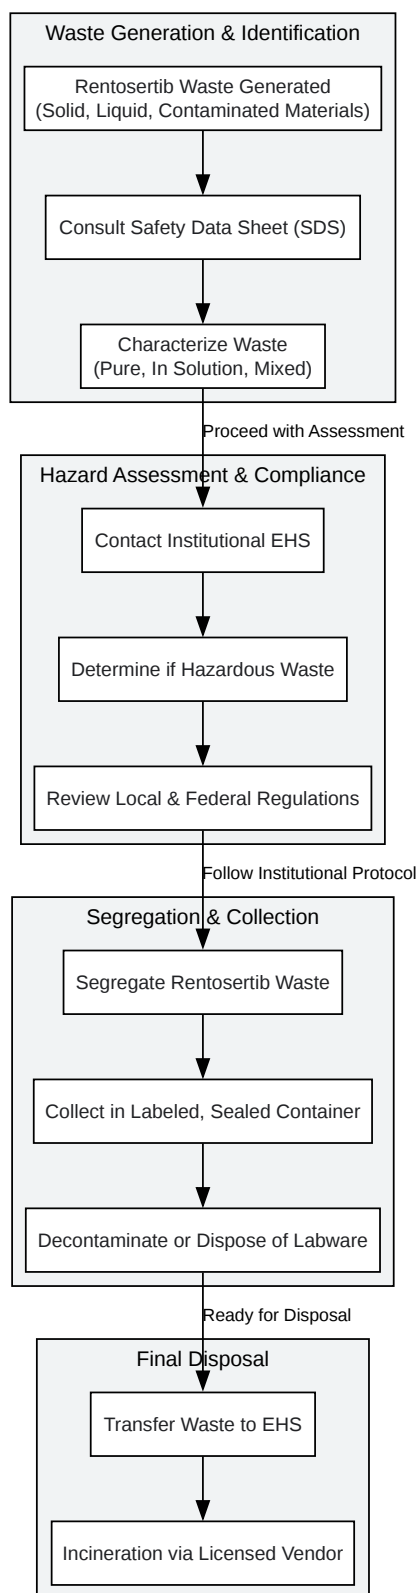 Waste Generation & Identification
Rentosertib Waste Generated
(Solid, Liquid, Contaminated Materials)
Consult Safety Data Sheet (SDS)
Characterize Waste
(Pure, In Solution, Mixed)
Proceed with Assessment
Hazard Assessment & Compliance
Contact Institutional EHS
Determine if Hazardous Waste
Review Local & Federal Regulations
Follow Institutional Protocol
Segregation & Collection
Segregate Rentosertib Waste
Collect in Labeled, Sealed Container
Decontaminate or Dispose of Labware
Ready for Disposal
Final Disposal
Transfer Waste to EHS
Incineration via Licensed Vendor